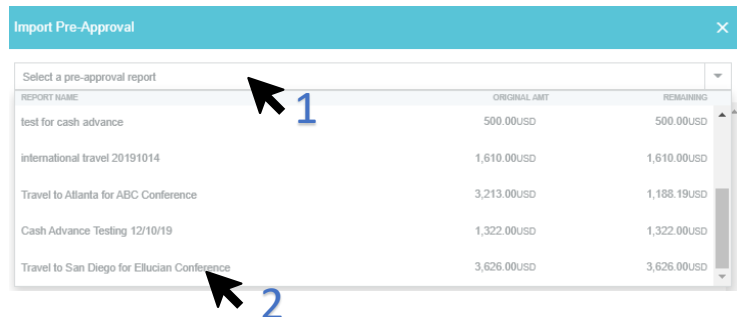 Import Pre-Approval ×
Select a pre-approval report
1
REPORT NAME ORIGINAL AMT REMAINING
test for cash advance 500.00USD 500.00USD
international travel 20191014 1,610.00USD 1,610.00USD
Travel to Atlanta for ABC Conference 3,213.00USD 1,188.19USD
Cash Advance Testing 12/10/19 1,322.00USD 1,322.00USD
Travel to San Diego for Ellucian Conference 3,626.00USD 3,626.00USD
2